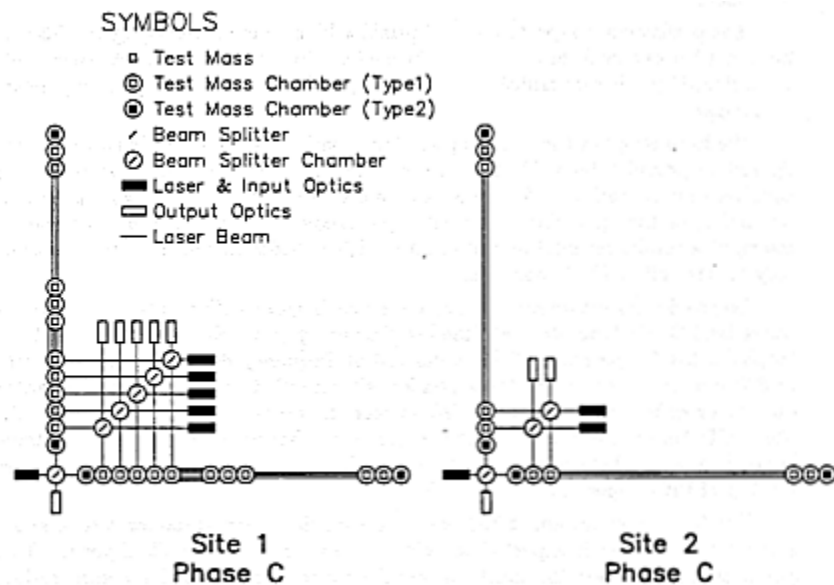 SYMBOLS
Test Mass
Test Mass Chamber (Type1)
Test Mass Chamber (Type2)
Beam Splitter
Beam Splitter Chamber
Laser & Input Optics
Output Optics
Laser Beam
Site 1
Phase C
Site 2
Phase C